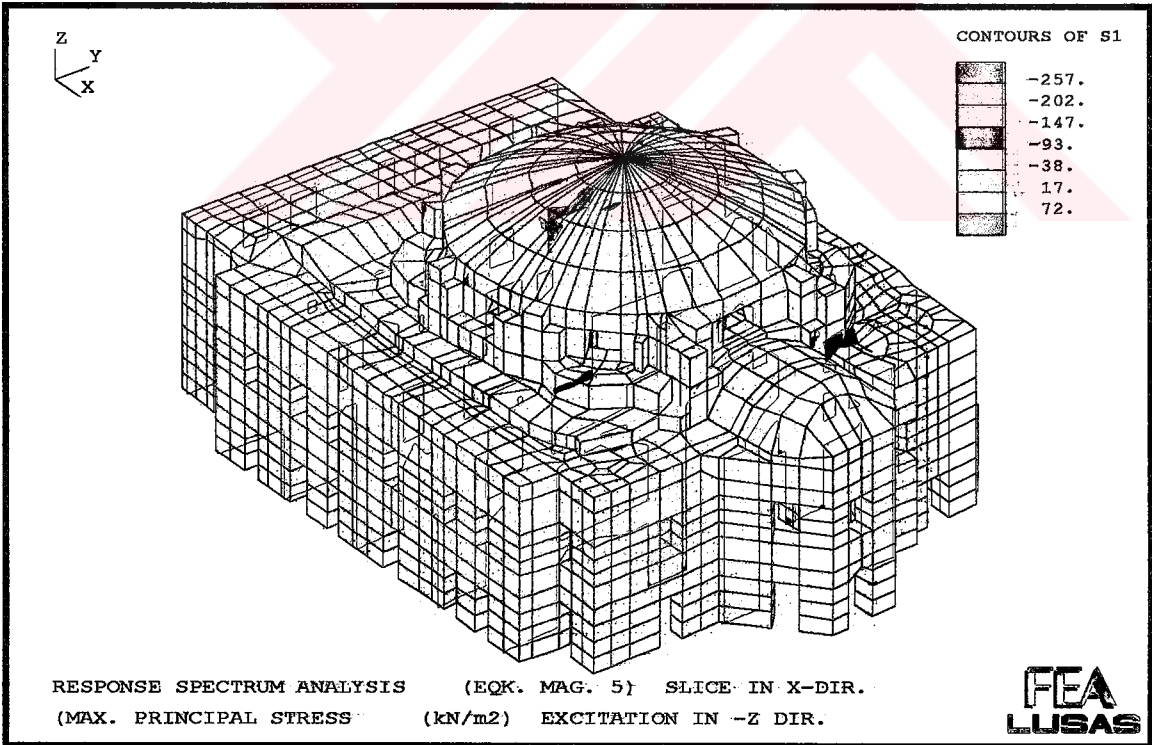 Z
Y
X
CONTOURS OF S1
-257.
-202.
-147.
-93.
-38.
17.
72.
RESPONSE SPECTRUM ANALYSIS (EQK. MAG. 5) SLICE IN X-DIR.
(MAX. PRINCIPAL STRESS (kN/m2) EXCITATION IN -Z DIR.
FEA
LUSAS